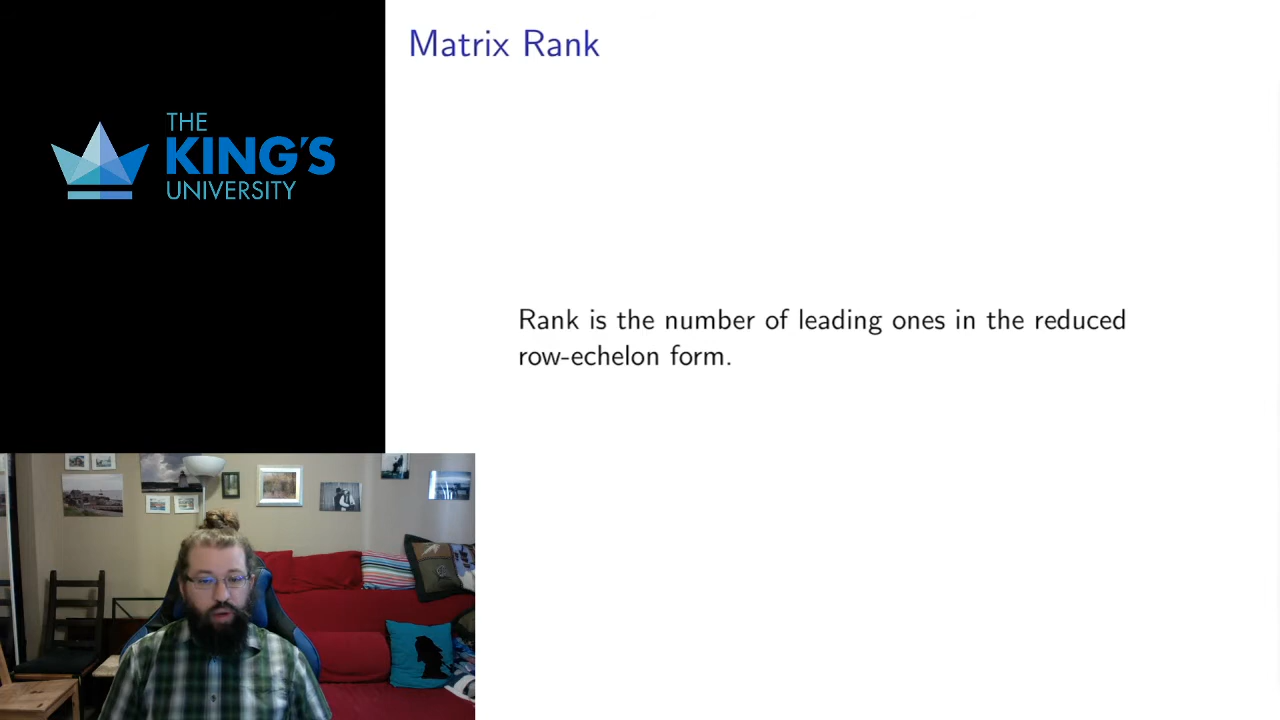 THE
KING'S
UNIVERSITY
Matrix Rank
Rank is the number of leading ones in the reduced
row-echelon form.